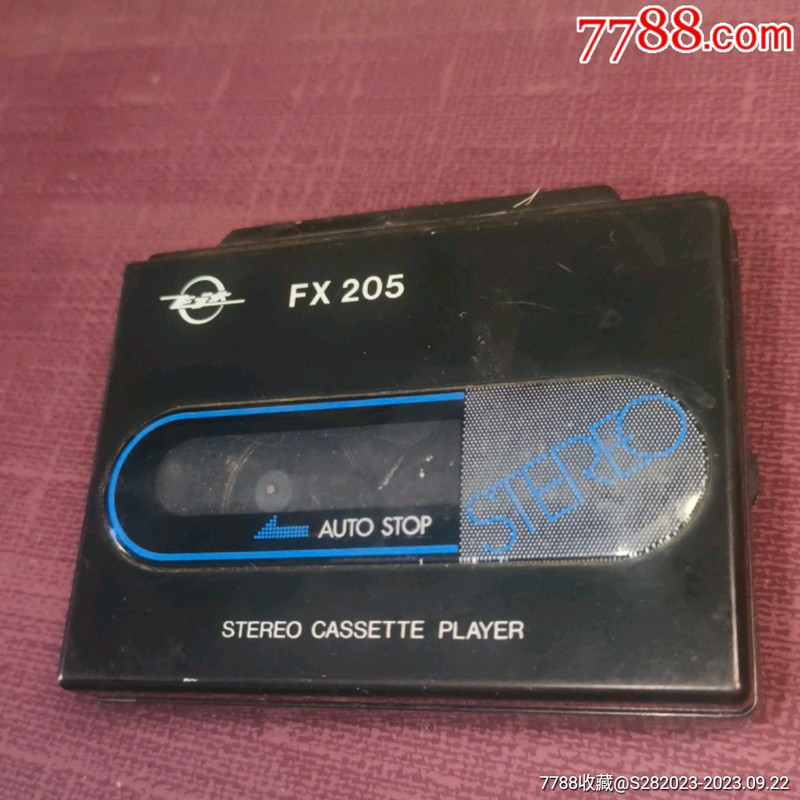 7788.com
FX 205
STEREO
AUTO STOP
STEREO CASSETTE PLAYER
7788收藏@S282023-2023.09.22